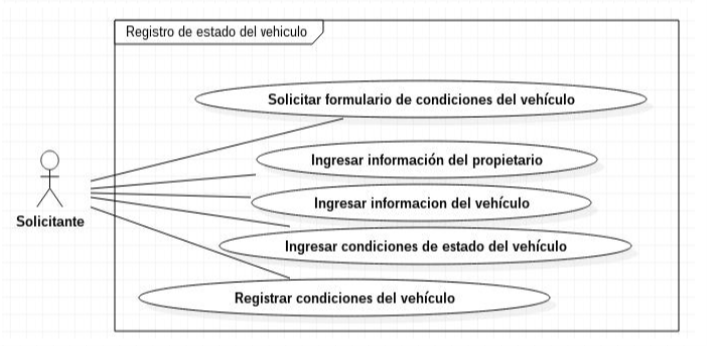 Registro de estado del vehiculo
Solicitar formulario de condiciones del vehículo
Ingresar información del propietario
Ingresar informacion del vehículo
Solicitante
Ingresar condiciones de estado del vehículo
Registrar condiciones del vehículo